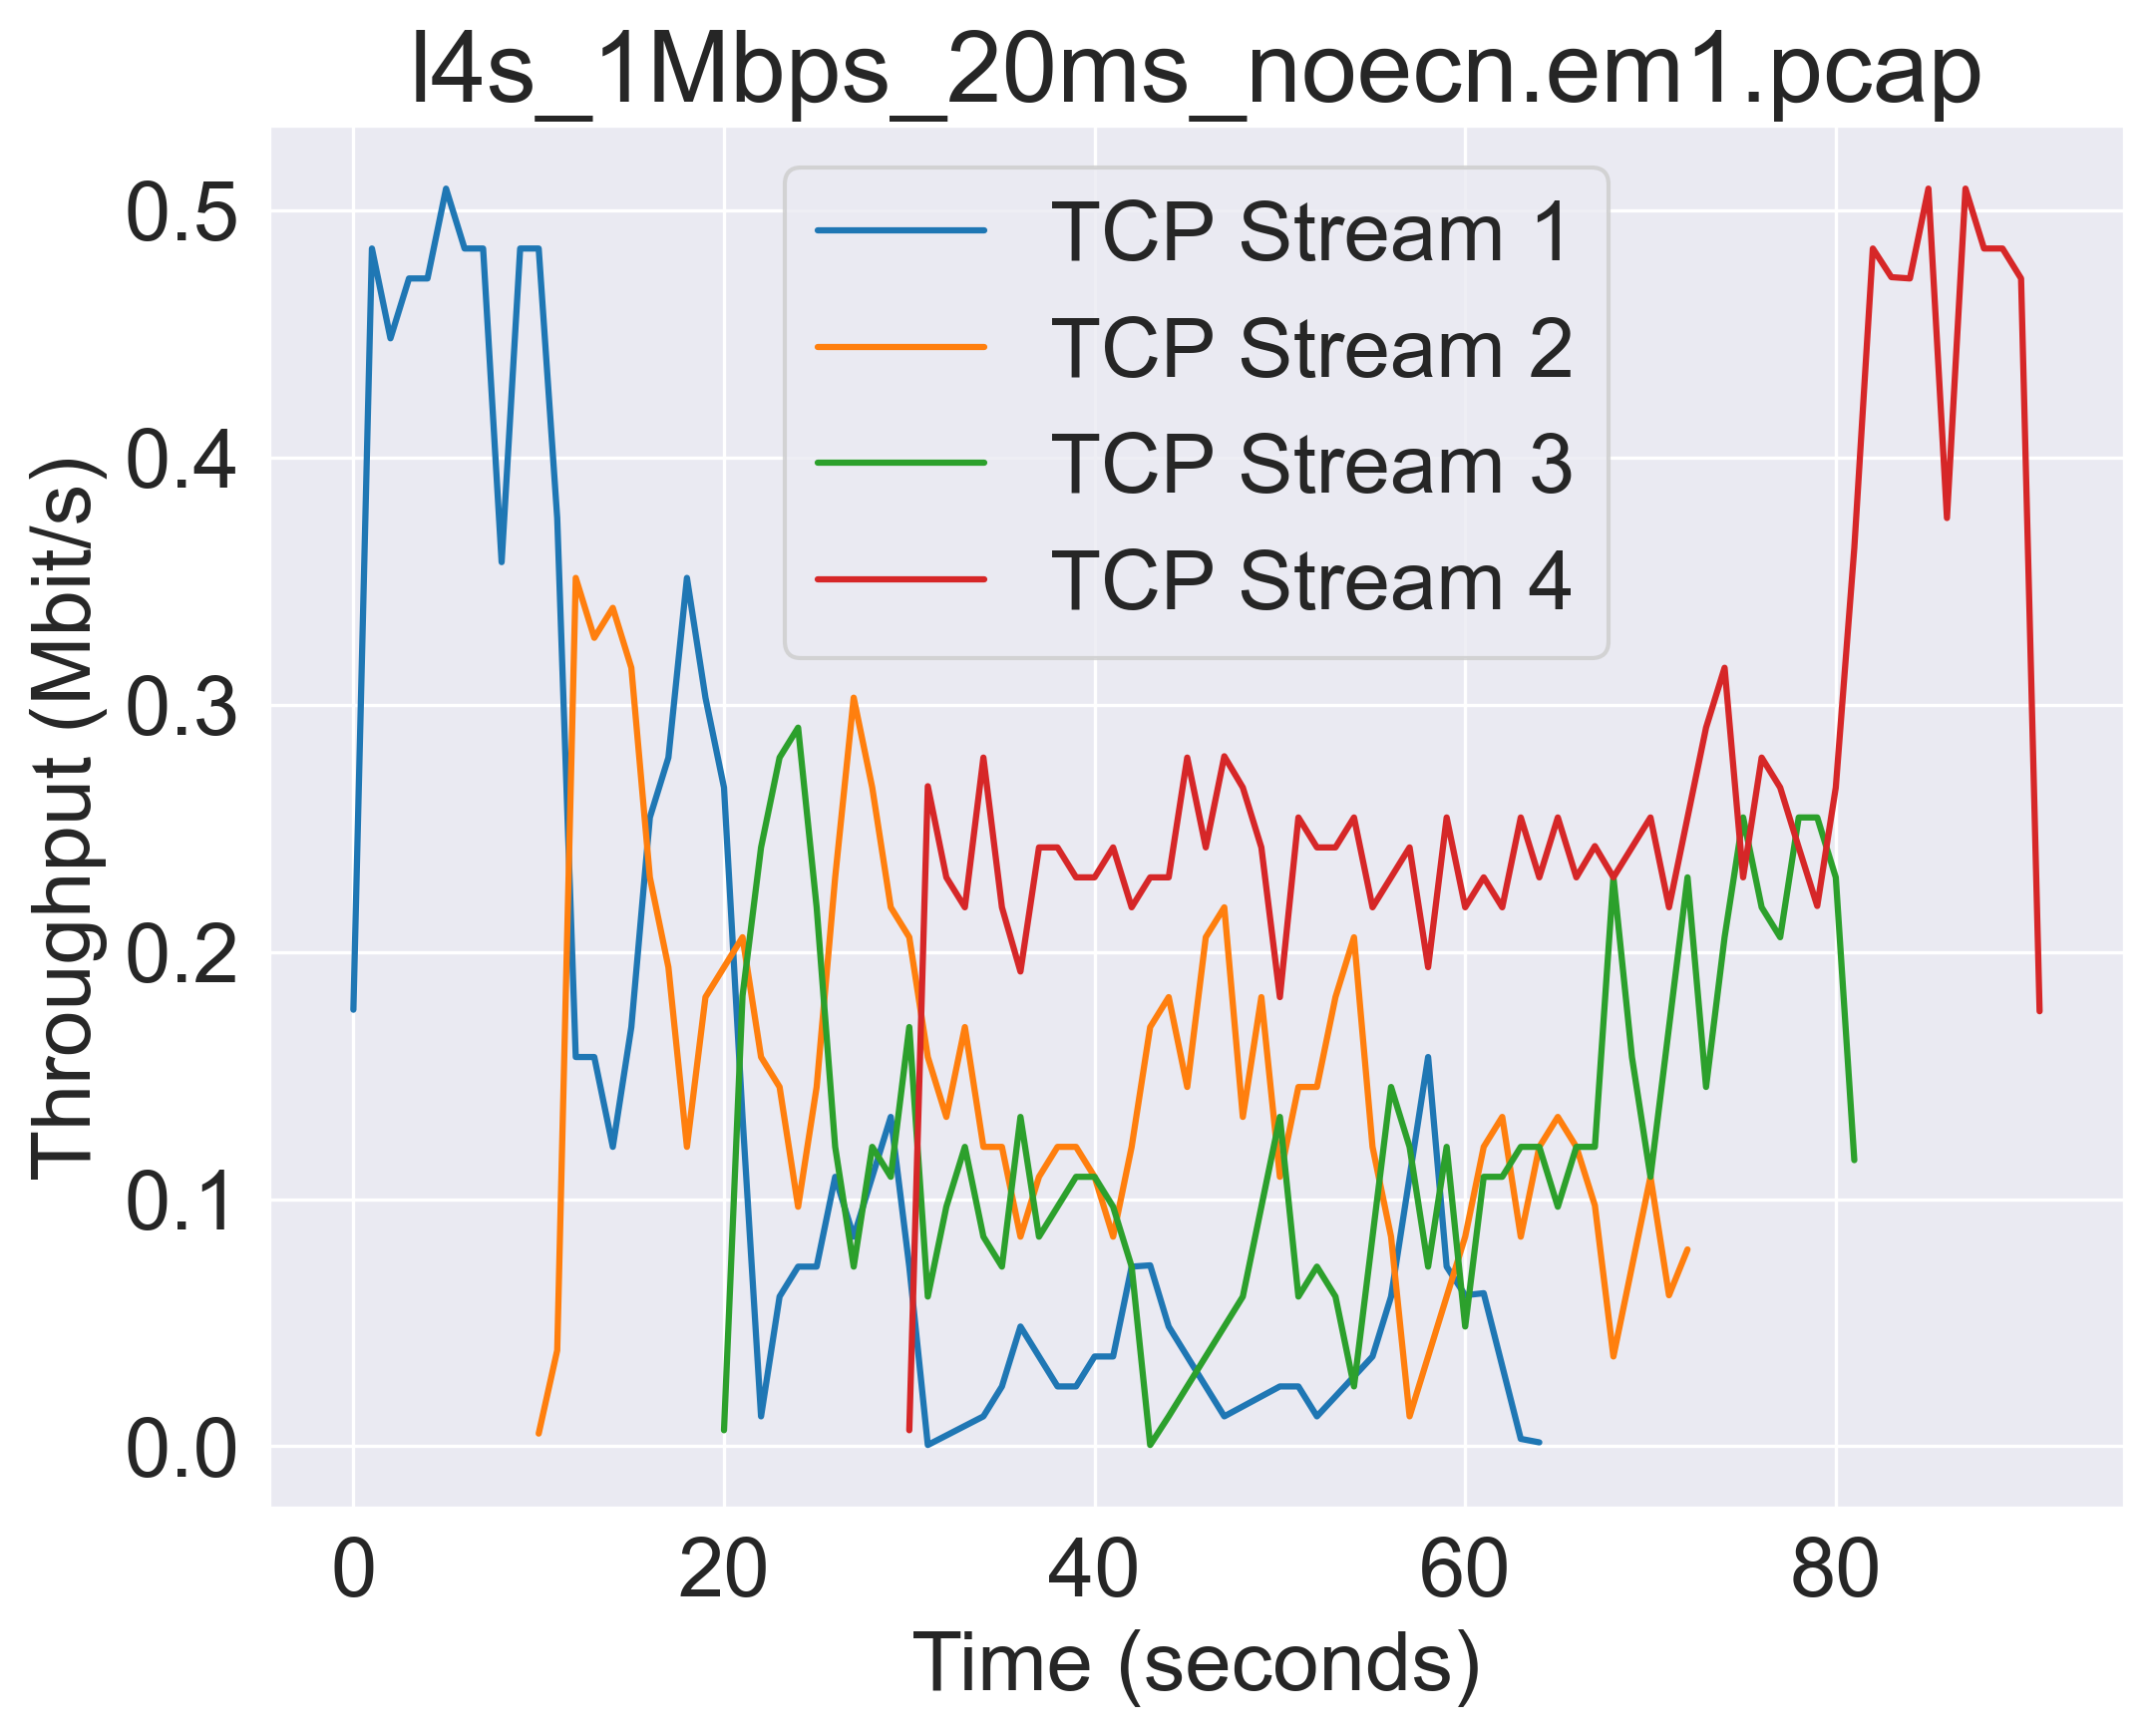 l4s_1Mbps_20ms_noecn.em1.pcap
Throughput (Mbit/s)
0.5
0.4
0.3
0.2
0.1
0.0
TCP Stream 1
TCP Stream 2
TCP Stream 3
TCP Stream 4
0 20 40 60 80
Time (seconds)